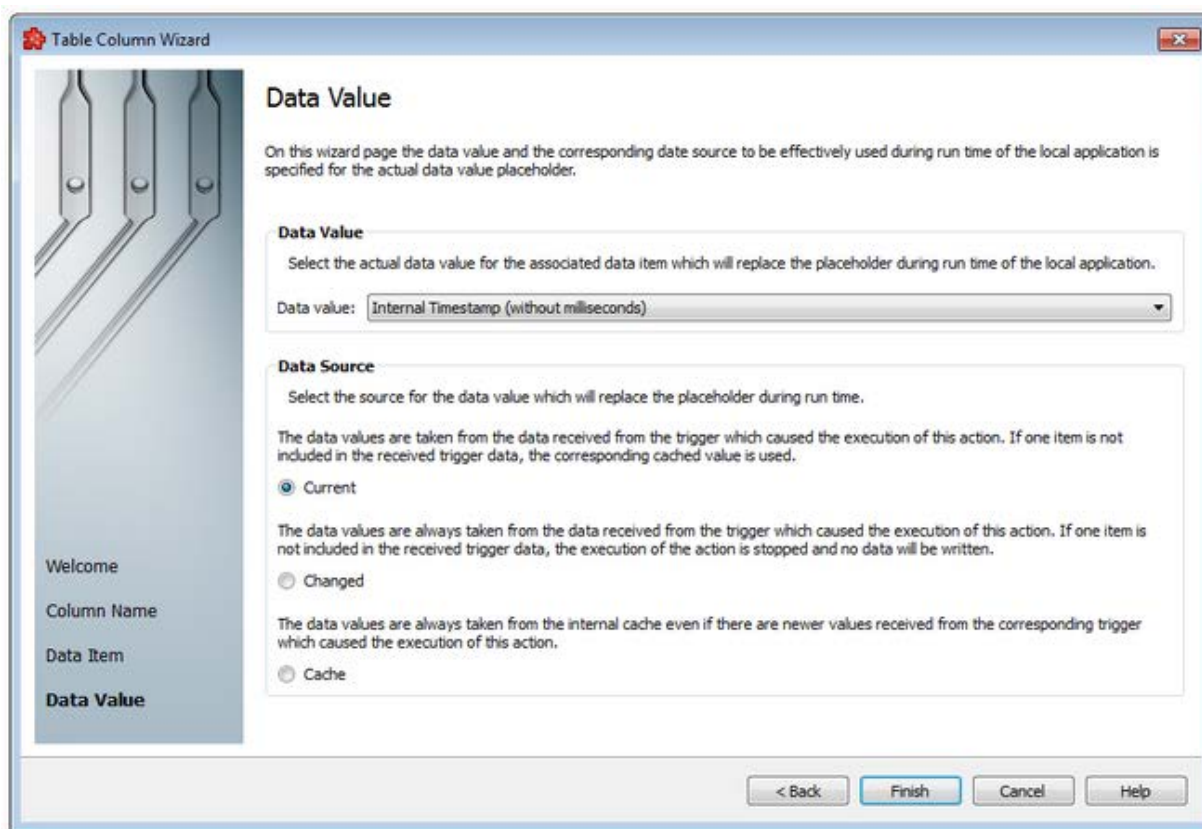 Table Column Wizard
Data Value
On this wizard page the data value and the corresponding date source to be effectively used during run time of the local application is
specified for the actual data value placeholder.
Data Value
Select the actual data value for the associated data item which will replace the placeholder during run time of the local application.
Data value: Internal Timestamp (without milliseconds)
Data Source
Select the source for the data value which will replace the placeholder during run time.
The data values are taken from the data received from the trigger which caused the execution of this action. If one item is not
included in the received trigger data, the corresponding cached value is used.
Current
The data values are always taken from the data received from the trigger which caused the execution of this action. If one item is
not included in the received trigger data, the execution of the action is stopped and no data will be written.
Changed
The data values are always taken from the internal cache even if there are newer values received from the corresponding trigger
which caused the execution of this action.
Cache
Welcome
Column Name
Data Item
Data Value
< Back Finish Cancel Help